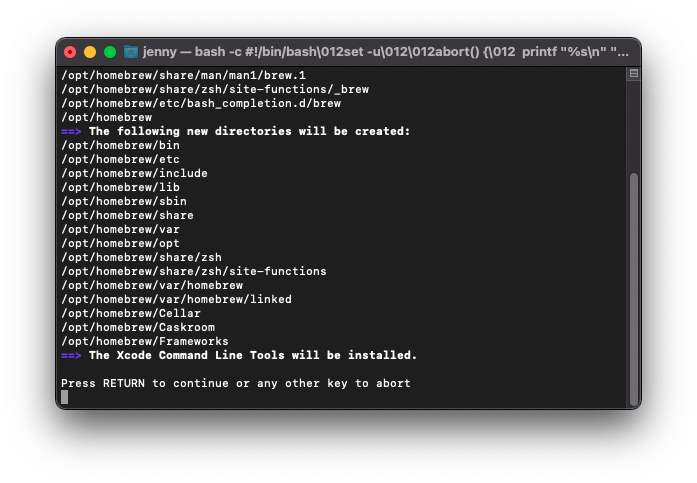 jenny — bash -c #!/bin/bash\012set -u\012\012abort() {\012  printf "%s\n" "...
/opt/homebrew/share/man/man1/brew.1
/opt/homebrew/share/zsh/site-functions/_brew
/opt/homebrew/etc/bash_completion.d/brew
/opt/homebrew
==> The following new directories will be created:
/opt/homebrew/bin
/opt/homebrew/etc
/opt/homebrew/include
/opt/homebrew/lib
/opt/homebrew/sbin
/opt/homebrew/share
/opt/homebrew/var
/opt/homebrew/opt
/opt/homebrew/share/zsh
/opt/homebrew/share/zsh/site-functions
/opt/homebrew/var/homebrew
/opt/homebrew/var/homebrew/linked
/opt/homebrew/Cellar
/opt/homebrew/Caskroom
/opt/homebrew/Frameworks
==> The Xcode Command Line Tools will be installed.
Press RETURN to continue or any other key to abort